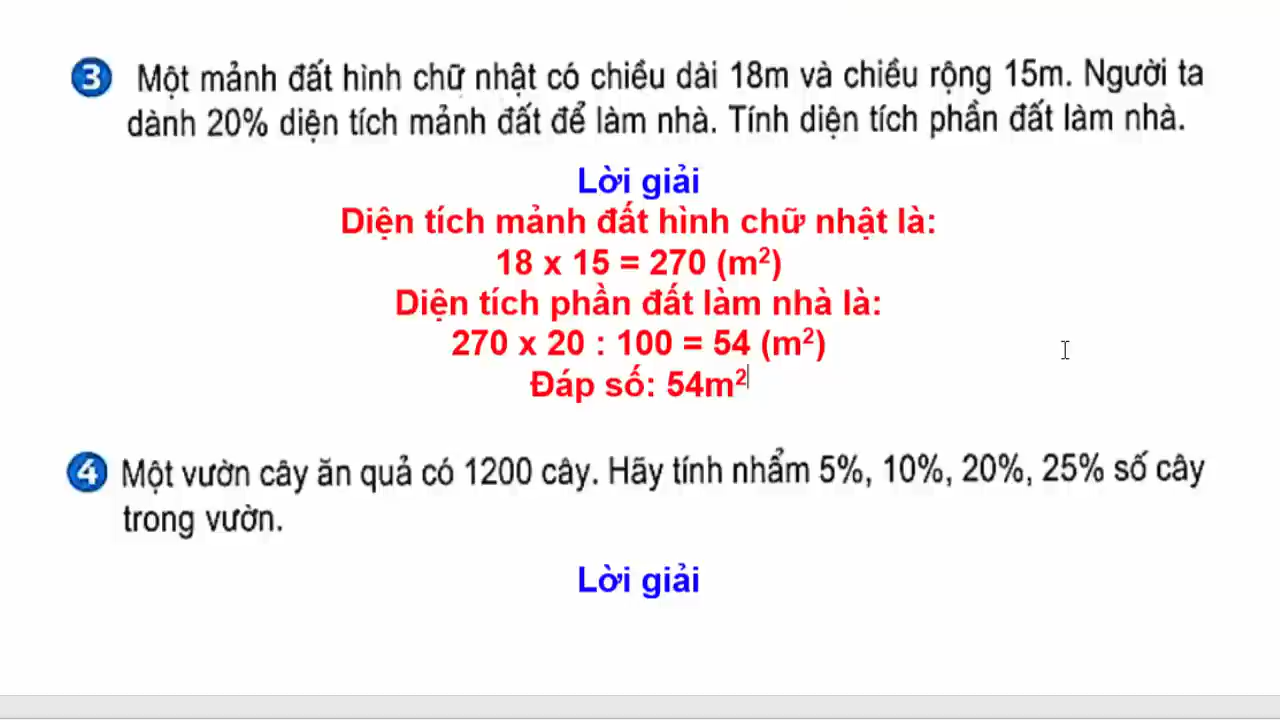 3 Một mảnh đất hình chữ nhật có chiều dài 18m và chiều rộng 15m. Người ta
dành 20% diện tích mảnh đất để làm nhà. Tính diện tích phần đất làm nhà.
Lời giải
Diện tích mảnh đất hình chữ nhật là:
18 x 15 = 270 (m²)
Diện tích phần đất làm nhà là:
270 x 20 : 100 = 54 (m²)
Đáp số: 54m²
4 Một vườn cây ăn quả có 1200 cây. Hãy tính nhẩm 5%, 10%, 20%, 25% số cây
trong vườn.
Lời giải